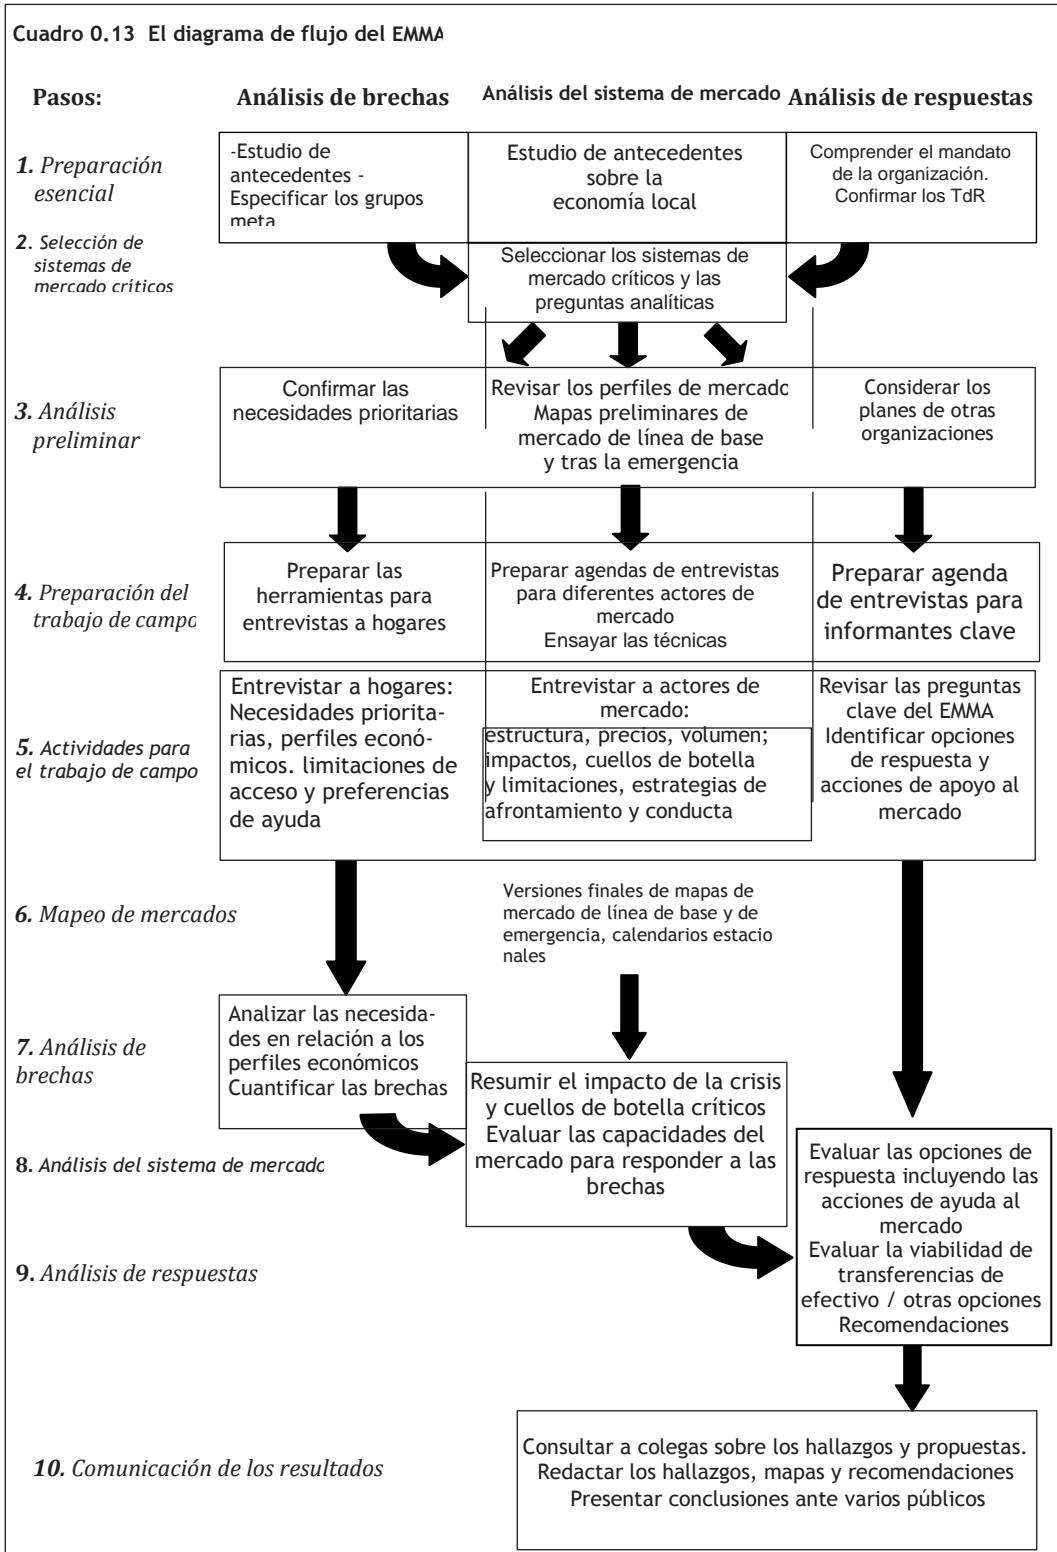 Cuadro 0.13 El diagrama de flujo del EMMA
Pasos:
Análisis de brechas
Análisis del sistema de mercado
Análisis de respuestas
1. Preparación
esencial
-Estudio de
antecedentes -
Especificar los grupos
meta
Estudio de antecedentes
sobre la
economía local
Comprender el mandato
de la organización.
Confirmar los TdR
2. Selección de
sistemas de
mercado críticos
Seleccionar los sistemas de
mercado críticos y las
preguntas analíticas
3. Análisis
preliminar
Confirmar las
necesidades prioritarias
Revisar los perfiles de mercado
Mapas preliminares de
mercado de línea de base
y tras la emergencia
Considerar los
planes de otras
organizaciones
4. Preparación del
trabajo de campo
Preparar las
herramientas para
entrevistas a hogares
Preparar agendas de entrevistas
para diferentes actores de
mercado
Ensayar las técnicas
Preparar agenda
de entrevistas para
informantes clave
5. Actividades para
el trabajo de campo
Entrevistar a hogares:
Necesidades priorita-
rias, perfiles econó-
micos. limitaciones de
acceso y preferencias
de ayuda
Entrevistar a actores de
mercado:
estructura, precios, volumen;
impactos, cuellos de botella
y limitaciones, estrategias de
afrontamiento y conducta
Revisar las preguntas
clave del EMMA
Identificar opciones
de respuesta y
acciones de apoyo al
mercado
6. Mapeo de mercados
Versiones finales de mapas de
mercado de línea de base y de
emergencia, calendarios estacio
nales
7. Análisis de
brechas
Analizar las necesida-
des en relación a los
perfiles económicos
Cuantificar las brechas
8. Análisis del sistema de mercado
Resumir el impacto de la crisis
y cuellos de botella críticos
Evaluar las capacidades del
mercado para responder a las
brechas
9. Análisis de respuestas
Evaluar las opciones de
respuesta incluyendo las
acciones de ayuda al
mercado
Evaluar la viabilidad de
transferencias de
efectivo / otras opciones
Recomendaciones
10. Comunicación de los resultados
Consultar a colegas sobre los hallazgos y propuestas.
Redactar los hallazgos, mapas y recomendaciones
Presentar conclusiones ante varios públicos